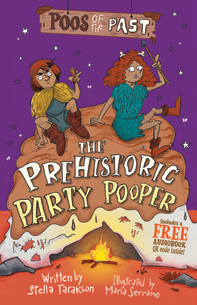 POOS OF THE PAST
THE
PREHISTORIC
PARTY POOPER
Includes a
FREE
AUDIOBOOK
QR code inside!
Written by
Stella Tarakson
Illustrated by
Maria Serrano